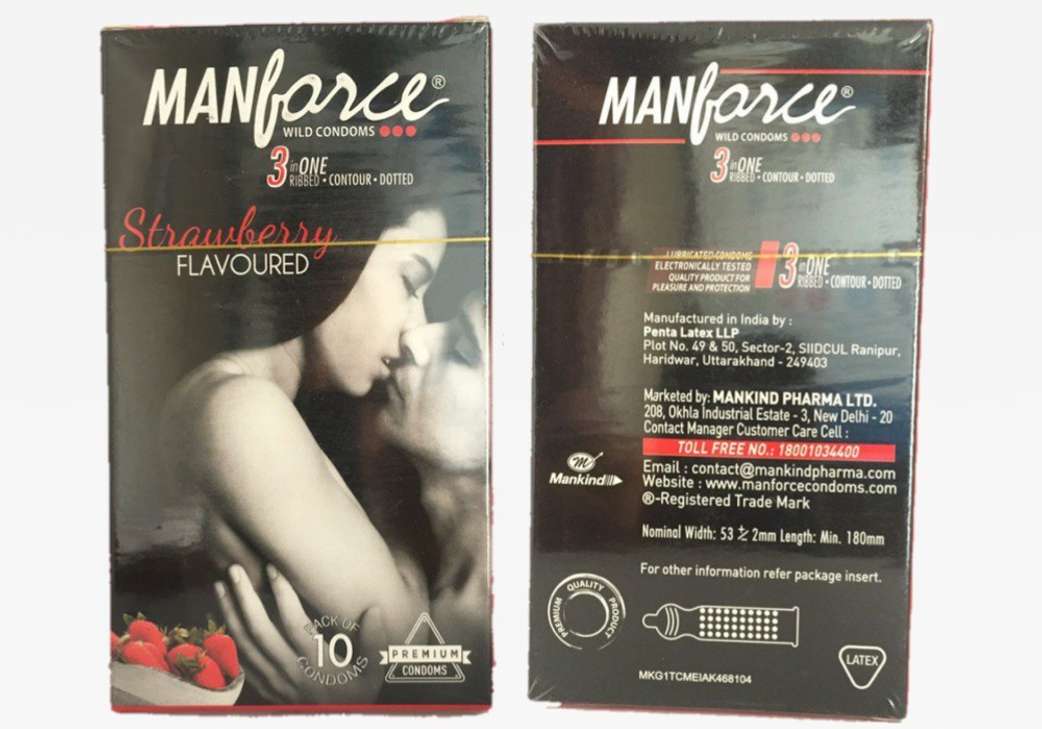 MANforce®
WILD CONDOMS
3 in ONE
RIBBED • CONTOUR • DOTTED
Strawberry
FLAVOURED
PACK OF
10
CONDOMS
PREMIUM
CONDOMS
MANforce®
WILD CONDOMS
3 in ONE
RIBBED • CONTOUR • DOTTED
LUBRICATED CONDOMS
ELECTRONICALLY TESTED
QUALITY PRODUCT FOR
PLEASURE AND PROTECTION
3 in ONE
RIBBED • CONTOUR • DOTTED
Manufactured in India by :
Penta Latex LLP
Plot No. 49 & 50, Sector-2, SIIDCUL Ranipur,
Haridwar, Uttarakhand - 249403
Marketed by: MANKIND PHARMA LTD.
208, Okhla Industrial Estate - 3, New Delhi - 20
Contact Manager Customer Care Cell :
TOLL FREE NO.: 18001034400
Email : contact@mankindpharma.com
Website : www.manforcecondoms.com
®-Registered Trade Mark
m
Mankind
Nominal Width: 53 ± 2mm Length: Min. 180mm
For other information refer package insert.
PREMIUM QUALITY PRODUCT
LATEX
MKG1TCMEIAK468104